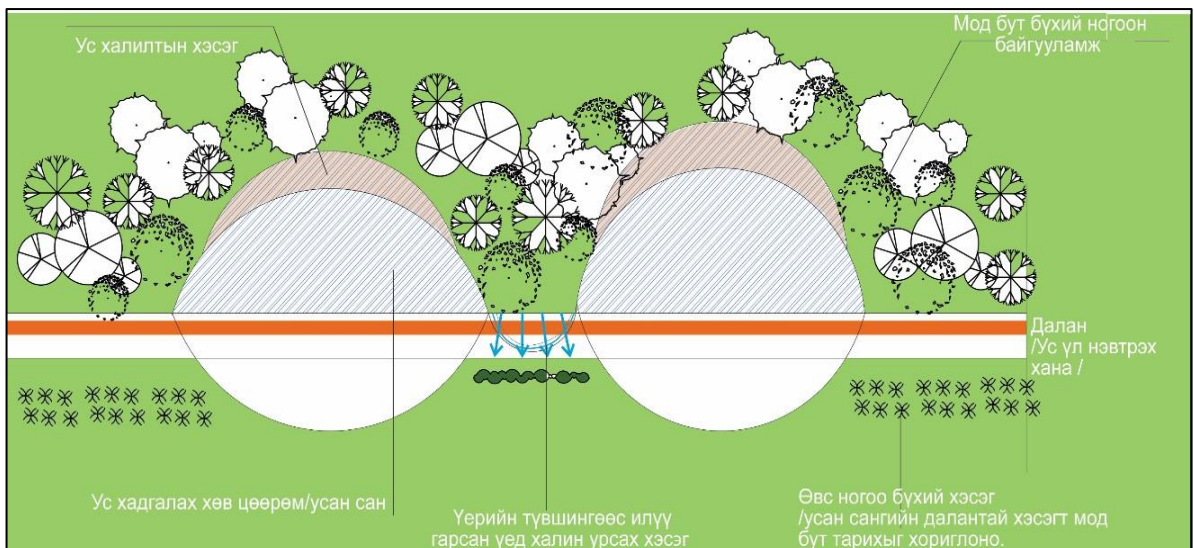 Ус халилтын хэсэг
Мод бут бүхий ногоон
байгууламж
Далан
/Ус үл нэвтрэх
хана /
Ус хадгалах хөв цөөрөм/усан сан
Үерийн түвшингөөс илүү
гарсан үед халин урсах хэсэг
Өвс ногоо бүхий хэсэг
/усан сангийн далантай хэсэгт мод
бут тарихыг хориглоно.